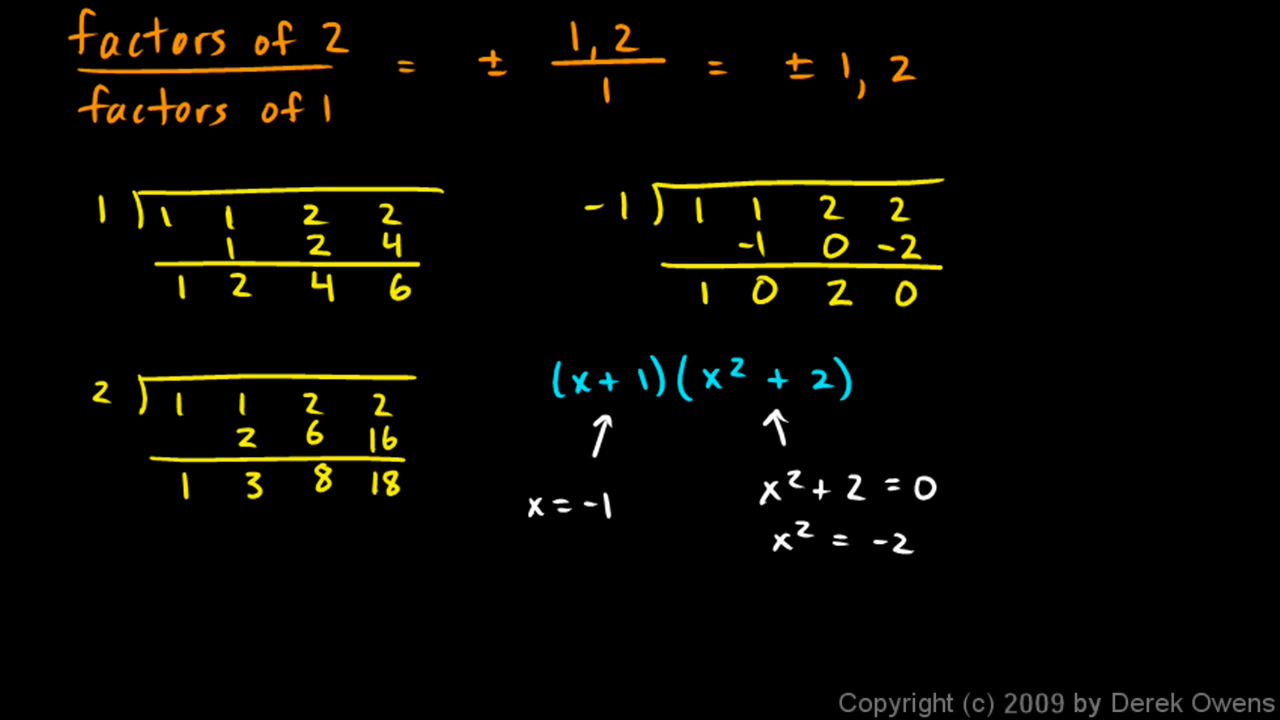 factors of 2 / factors of 1 = ± 1, 2 / 1 = ± 1, 2
1 ) 1 1 2 2
1 2 4
1 2 4 6
-1 ) 1 1 2 2
-1 0 -2
1 0 2 0
2 ) 1 1 2 2
2 6 16
1 3 8 18
(x + 1)(x² + 2)
x = -1
x² + 2 = 0
x² = -2
Copyright (c) 2009 by Derek Owens